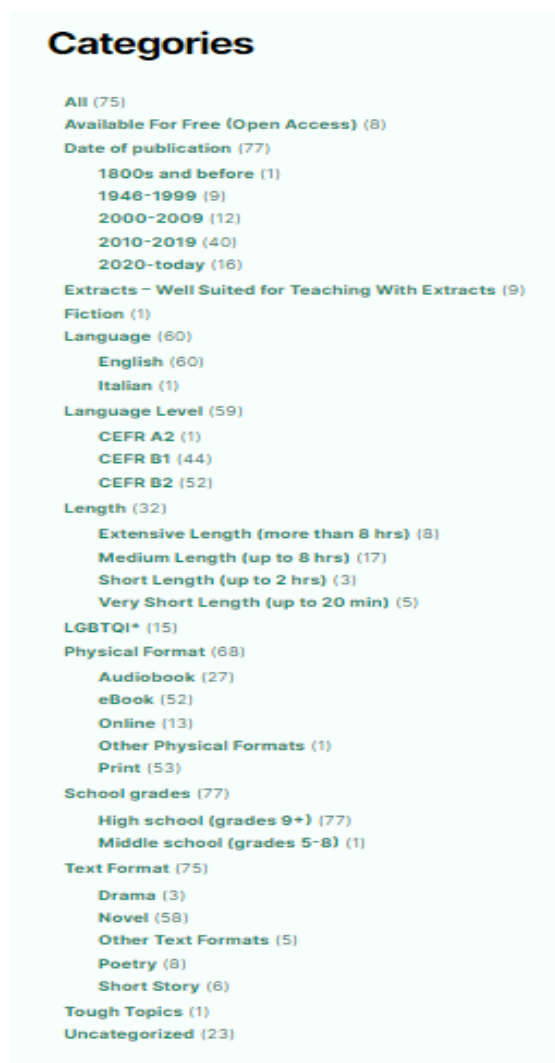 Categories
All (75)
Available For Free (Open Access) (8)
Date of publication (77)
1800s and before (1)
1946-1999 (9)
2000-2009 (12)
2010-2019 (40)
2020-today (16)
Extracts – Well Suited for Teaching With Extracts (9)
Fiction (1)
Language (60)
English (60)
Italian (1)
Language Level (59)
CEFR A2 (1)
CEFR B1 (44)
CEFR B2 (52)
Length (32)
Extensive Length (more than 8 hrs) (8)
Medium Length (up to 8 hrs) (17)
Short Length (up to 2 hrs) (3)
Very Short Length (up to 20 min) (5)
LGBTQI* (15)
Physical Format (68)
Audiobook (27)
eBook (52)
Online (13)
Other Physical Formats (1)
Print (53)
School grades (77)
High school (grades 9+) (77)
Middle school (grades 5-8) (1)
Text Format (75)
Drama (3)
Novel (58)
Other Text Formats (5)
Poetry (8)
Short Story (6)
Tough Topics (1)
Uncategorized (23)